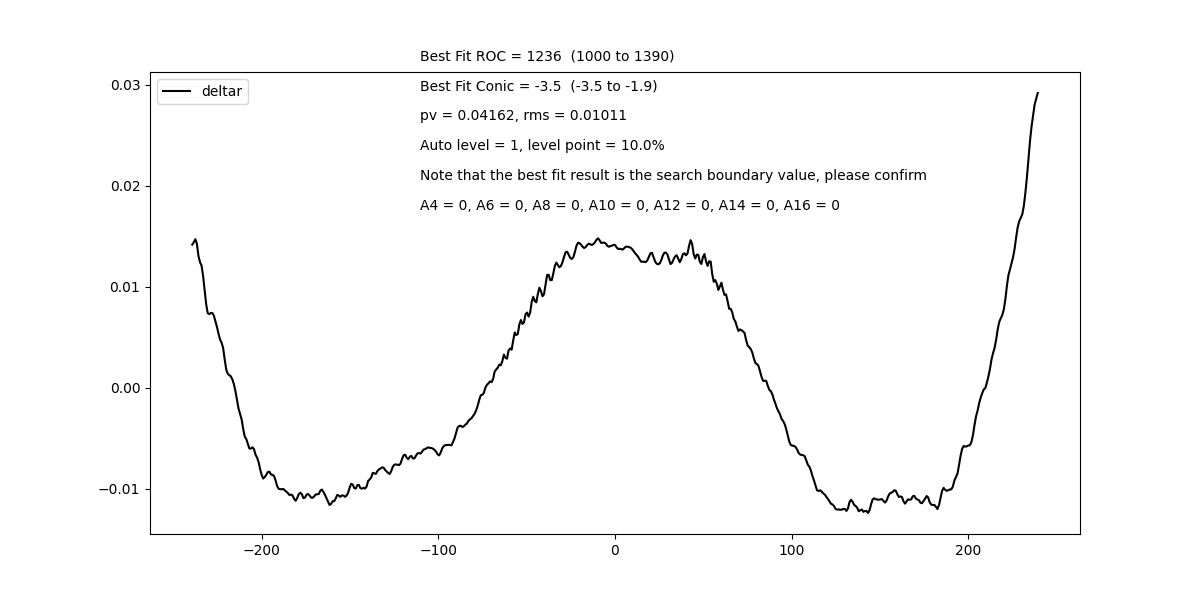 Best Fit ROC = 1236  (1000 to 1390)
0.03
deltar
Best Fit Conic = -3.5  (-3.5 to -1.9)
pv = 0.04162, rms = 0.01011
Auto level = 1, level point = 10.0%
Note that the best fit result is the search boundary value, please confirm
0.02
A4 = 0, A6 = 0, A8 = 0, A10 = 0, A12 = 0, A14 = 0, A16 = 0
0.01
0.00
−0.01
−200
−100
0
100
200